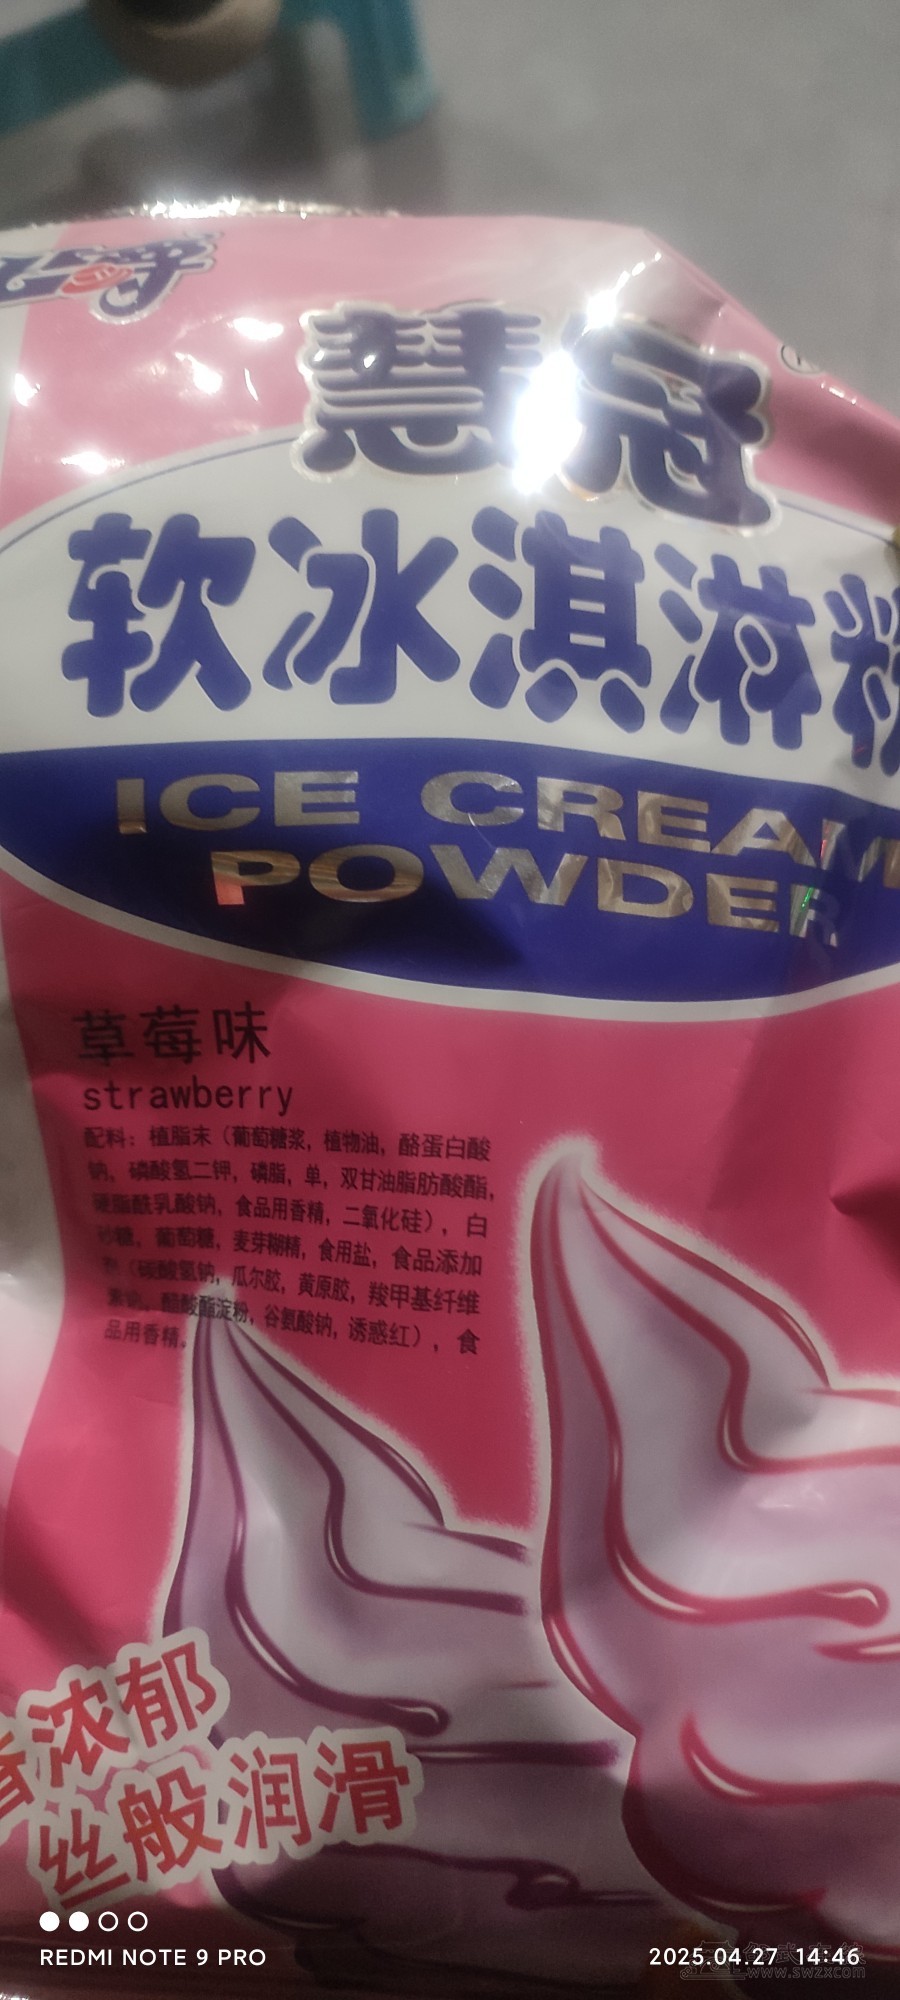 慧冠
软冰淇淋粉
ICE CREAM
POWDER
草莓味
strawberry
配料：植脂末（葡萄糖浆，植物油，酪蛋白酸
钠，磷酸氢二钾，磷脂，单，双甘油脂肪酸酯，
硬脂酰乳酸钠，食品用香精，二氧化硅），白
砂糖，葡萄糖，麦芽糊精，食用盐，食品添加
剂（碳酸氢钠，瓜尔胶，黄原胶，羧甲基纤维
素钠，醋酸酯淀粉，谷氨酸钠，诱惑红），食
品用香精。
香浓郁
丝般润滑
REDMI NOTE 9 PRO
2025.04.27 14:46
www.swzxcom